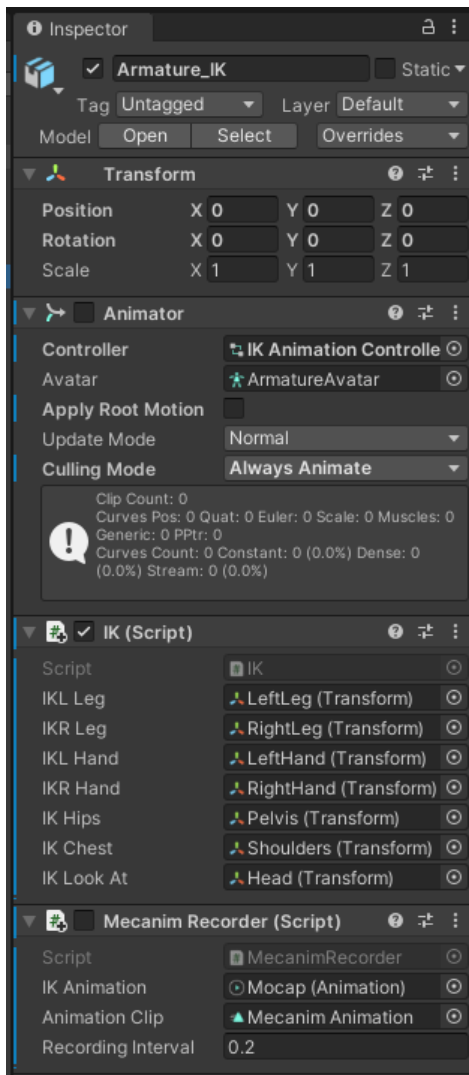 Inspector
Armature_IK Static
Tag Untagged Layer Default
Model Open Select Overrides
Transform
Position X 0 Y 0 Z 0
Rotation X 0 Y 0 Z 0
Scale X 1 Y 1 Z 1
Animator
Controller IK Animation Controlle
Avatar ArmatureAvatar
Apply Root Motion
Update Mode Normal
Culling Mode Always Animate
Clip Count: 0
Curves Pos: 0 Quat: 0 Euler: 0 Scale: 0 Muscles: 0
Generic: 0 PPtr: 0
Curves Count: 0 Constant: 0 (0.0%) Dense: 0
(0.0%) Stream: 0 (0.0%)
IK (Script)
Script IK
IKL Leg LeftLeg (Transform)
IKR Leg RightLeg (Transform)
IKL Hand LeftHand (Transform)
IKR Hand RightHand (Transform)
IK Hips Pelvis (Transform)
IK Chest Shoulders (Transform)
IK Look At Head (Transform)
Mecanim Recorder (Script)
Script MecanimRecorder
IK Animation Mocap (Animation)
Animation Clip Mecanim Animation
Recording Interval 0.2